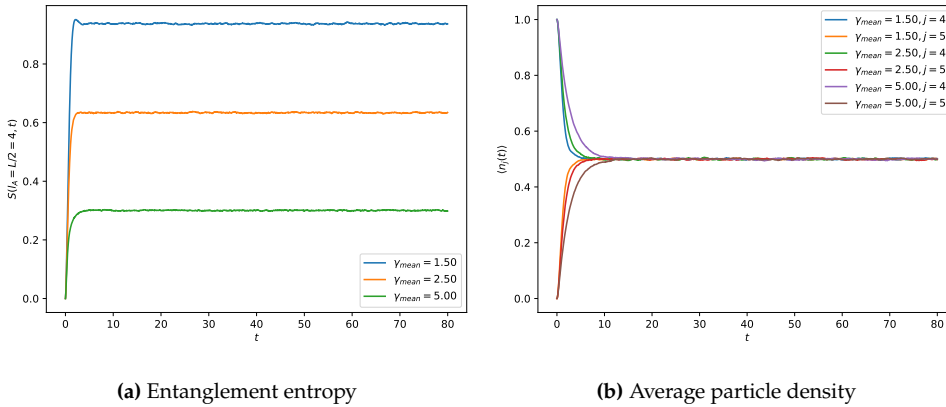 S(l_A = L/2 = 4, t)
0.8
0.6
0.4
0.2
0.0
γ_mean = 1.50
γ_mean = 2.50
γ_mean = 5.00
0 10 20 30 40 50 60 70 80
t
(a) Entanglement entropy
⟨n_j(t)⟩
1.0
0.8
0.6
0.4
0.2
0.0
γ_mean = 1.50, j = 4
γ_mean = 1.50, j = 5
γ_mean = 2.50, j = 4
γ_mean = 2.50, j = 5
γ_mean = 5.00, j = 4
γ_mean = 5.00, j = 5
0 10 20 30 40 50 60 70 80
t
(b) Average particle density